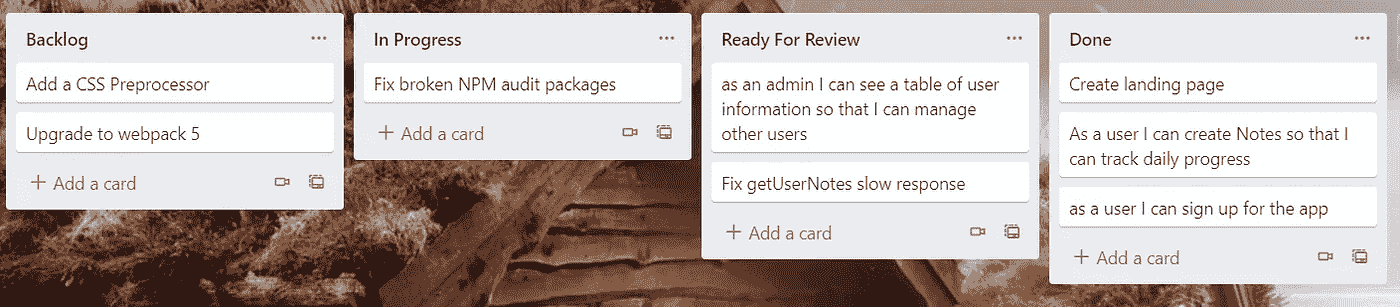 Backlog
Add a CSS Preprocessor
Upgrade to webpack 5
+ Add a card
In Progress
Fix broken NPM audit packages
+ Add a card
Ready For Review
as an admin I can see a table of user
information so that I can manage
other users
Fix getUserNotes slow response
+ Add a card
Done
Create landing page
As a user I can create Notes so that I
can track daily progress
as a user I can sign up for the app
+ Add a card